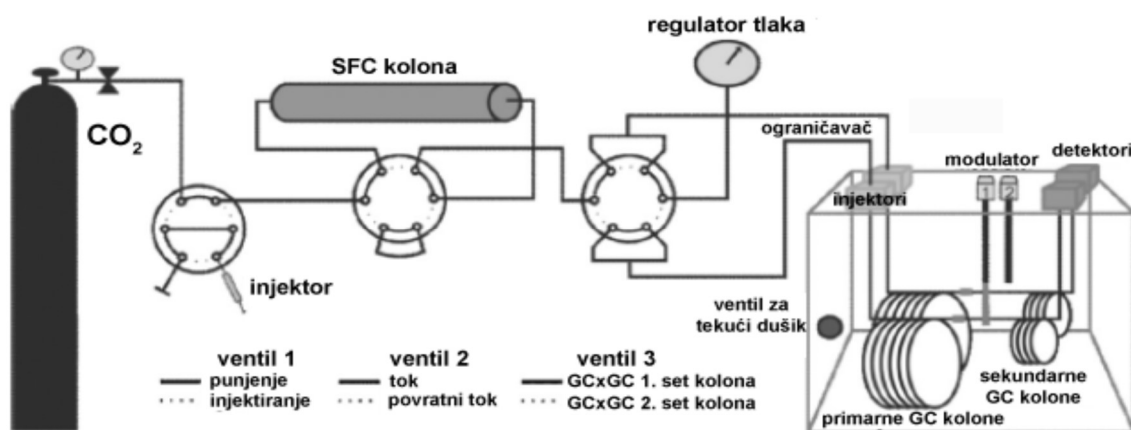 regulator tlaka
SFC kolona
CO2
ograničavač
modulator
detektori
1 2
injektori
injektor
ventil za
tekući dušik
ventil 1
punjenje
injektiranje
ventil 2
tok
povratni tok
ventil 3
GCxGC 1. set kolona
GCxGC 2. set kolona
sekundarne
GC kolone
primarne GC kolone